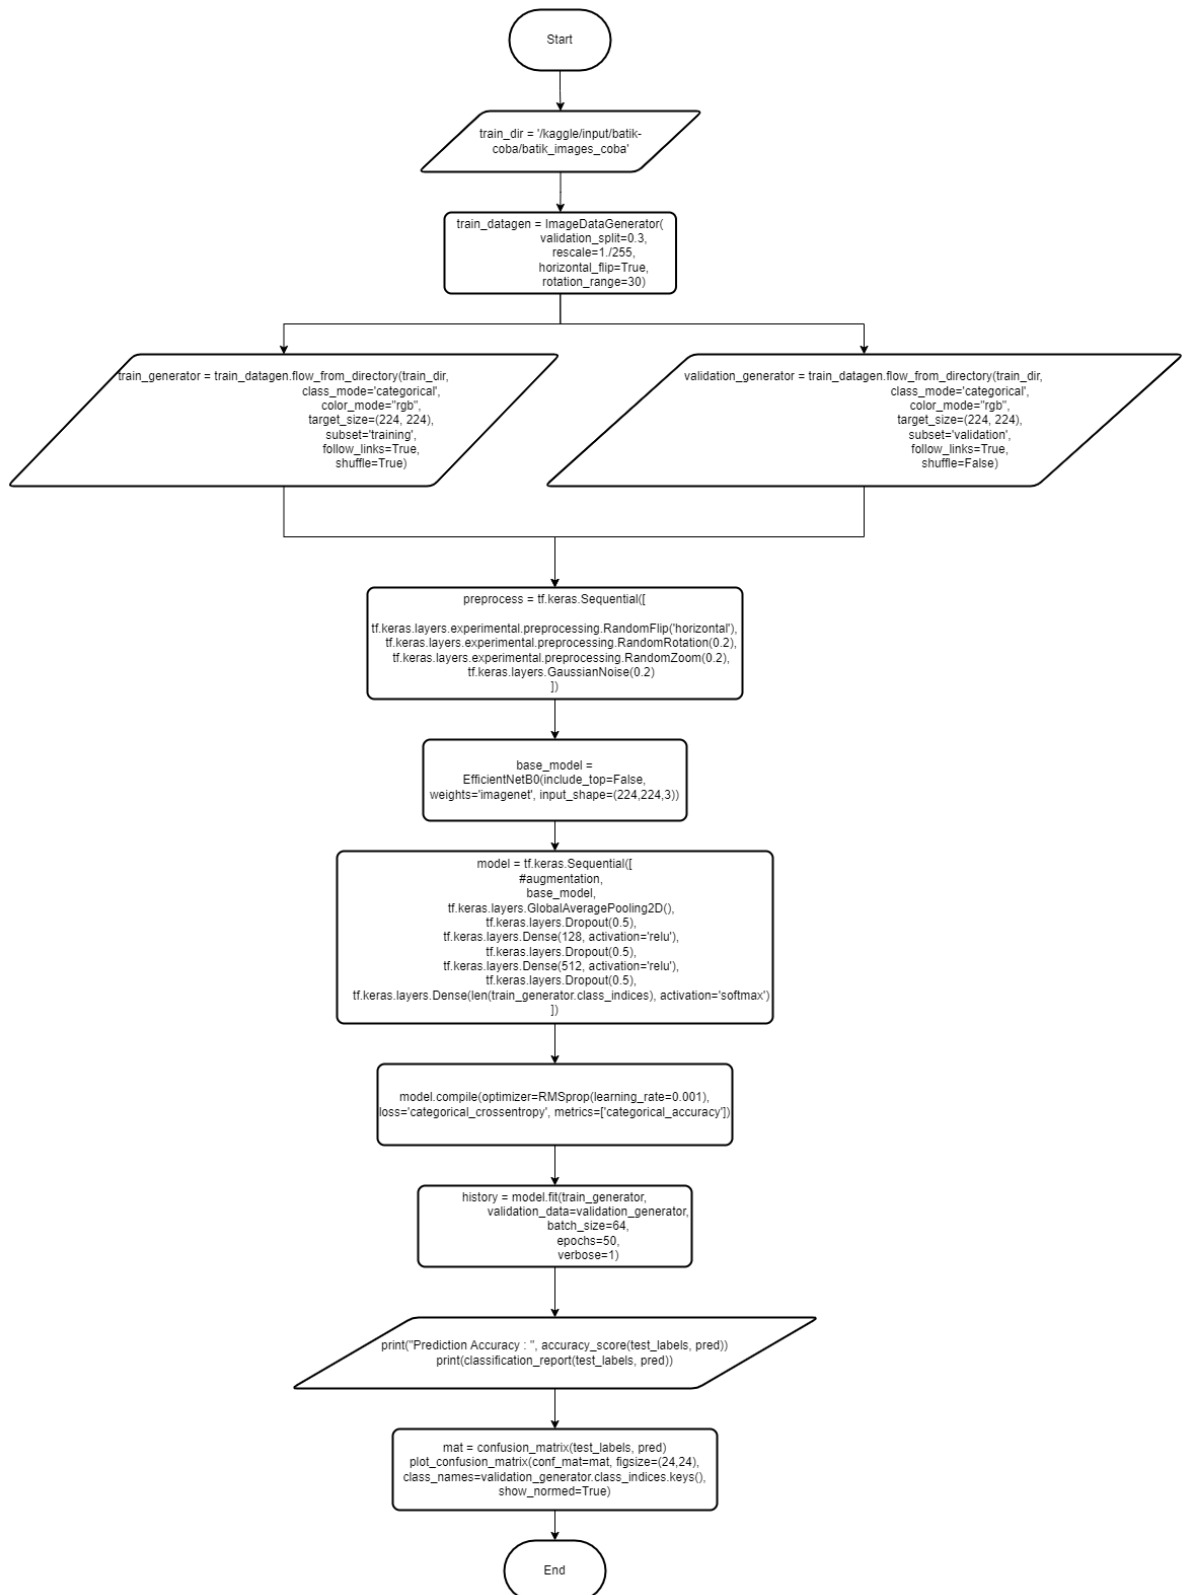 Start
train_dir = '/kaggle/input/batik-
coba/batik_images_coba'
train_datagen = ImageDataGenerator(
validation_split=0.3,
rescale=1./255,
horizontal_flip=True,
rotation_range=30)
train_generator = train_datagen.flow_from_directory(train_dir,
class_mode='categorical',
color_mode="rgb",
target_size=(224, 224),
subset='training',
follow_links=True,
shuffle=True)
validation_generator = train_datagen.flow_from_directory(train_dir,
class_mode='categorical',
color_mode="rgb",
target_size=(224, 224),
subset='validation',
follow_links=True,
shuffle=False)
preprocess = tf.keras.Sequential([
tf.keras.layers.experimental.preprocessing.RandomFlip('horizontal'),
tf.keras.layers.experimental.preprocessing.RandomRotation(0.2),
tf.keras.layers.experimental.preprocessing.RandomZoom(0.2),
tf.keras.layers.GaussianNoise(0.2)
])
base_model =
EfficientNetB0(include_top=False,
weights='imagenet', input_shape=(224,224,3))
model = tf.keras.Sequential([
#augmentation,
base_model,
tf.keras.layers.GlobalAveragePooling2D(),
tf.keras.layers.Dropout(0.5),
tf.keras.layers.Dense(128, activation='relu'),
tf.keras.layers.Dropout(0.5),
tf.keras.layers.Dense(512, activation='relu'),
tf.keras.layers.Dropout(0.5),
tf.keras.layers.Dense(len(train_generator.class_indices), activation='softmax')
])
model.compile(optimizer=RMSprop(learning_rate=0.001),
loss='categorical_crossentropy', metrics=['categorical_accuracy'])
history = model.fit(train_generator,
validation_data=validation_generator,
batch_size=64,
epochs=50,
verbose=1)
print("Prediction Accuracy : ", accuracy_score(test_labels, pred))
print(classification_report(test_labels, pred))
mat = confusion_matrix(test_labels, pred)
plot_confusion_matrix(conf_mat=mat, figsize=(24,24),
class_names=validation_generator.class_indices.keys(),
show_normed=True)
End